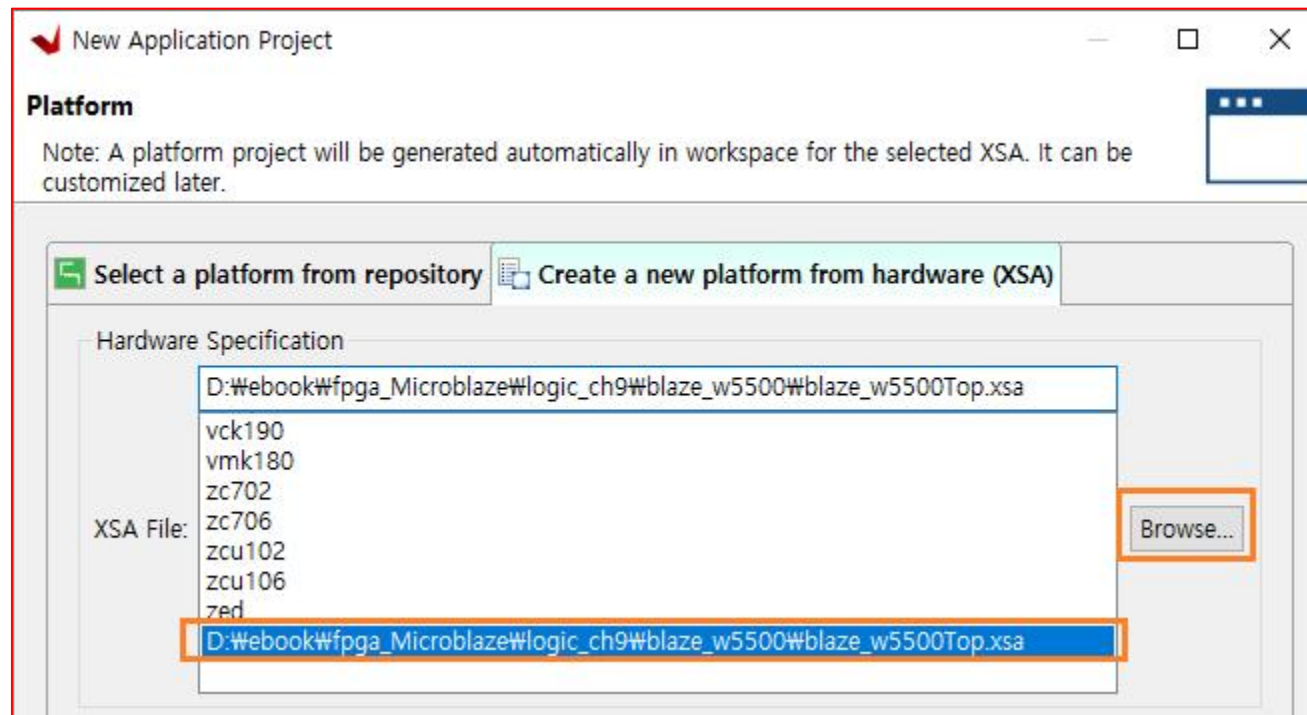 New Application Project
Platform
Note: A platform project will be generated automatically in workspace for the selected XSA. It can be
customized later.
Select a platform from repository
Create a new platform from hardware (XSA)
Hardware Specification
D:₩ebook₩fpga_Microblaze₩logic_ch9₩blaze_w5500₩blaze_w5500Top.xsa
vck190
vmk180
zc702
zc706
XSA File:
Browse...
zcu102
zcu106
zed
D:₩ebook₩fpga_Microblaze₩logic_ch9₩blaze_w5500₩blaze_w5500Top.xsa